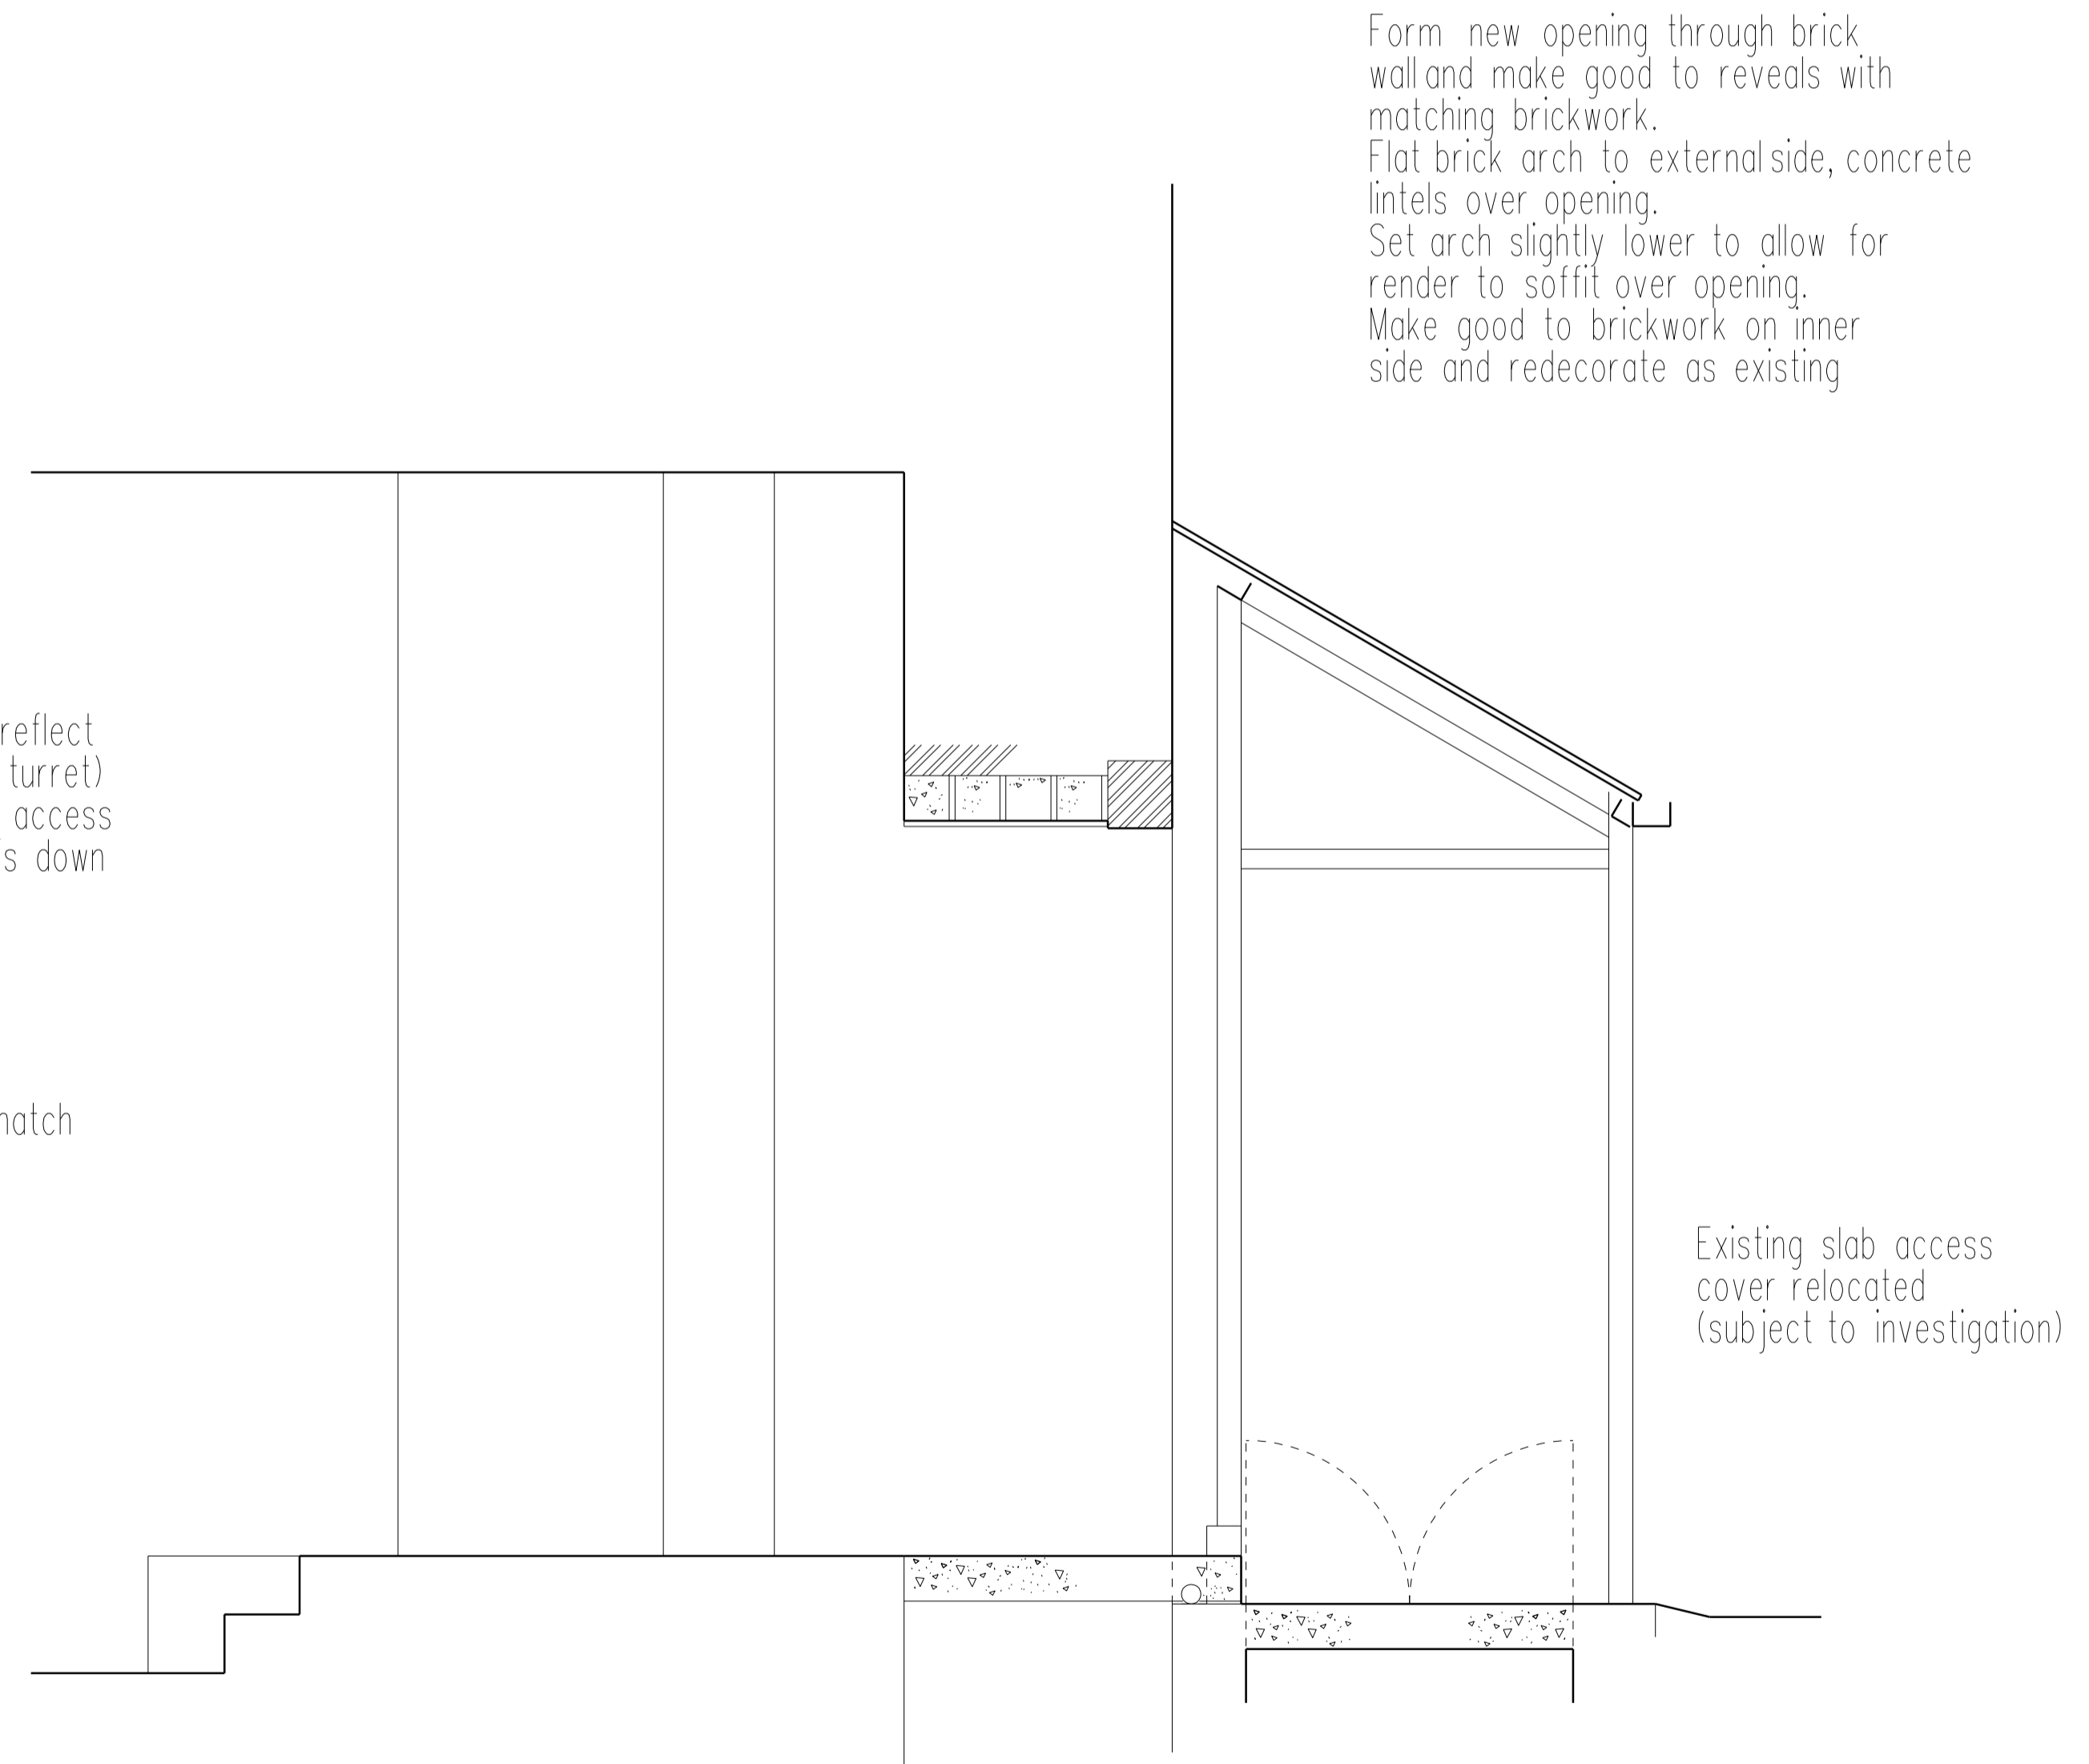 Form new opening through brick
wall and make good to reveals with
matching brickwork.
Flat brick arch to external side, concrete
lintels over opening.
Set arch slightly lower to allow for
render to soffit over opening.
Make good to brickwork on inner
side and redecorate as existing
reflect
turret)
access
down
Existing slab access
cover relocated
(subject to investigation)